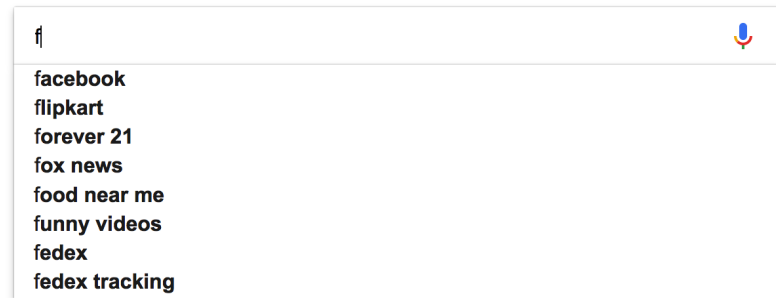 f
facebook
flipkart
forever 21
fox news
food near me
funny videos
fedex
fedex tracking